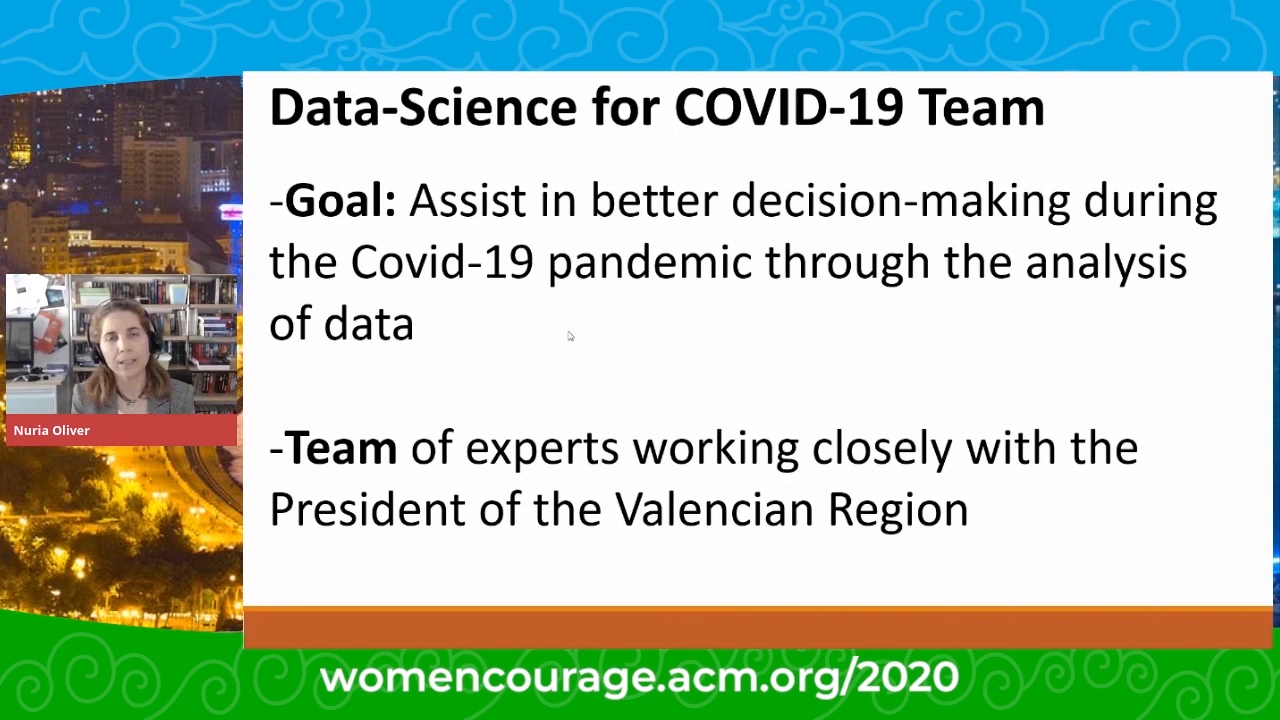 Data-Science for COVID-19 Team
-Goal: Assist in better decision-making during
the Covid-19 pandemic through the analysis
of data
-Team of experts working closely with the
President of the Valencian Region
Nuria Oliver
womencourage.acm.org/2020